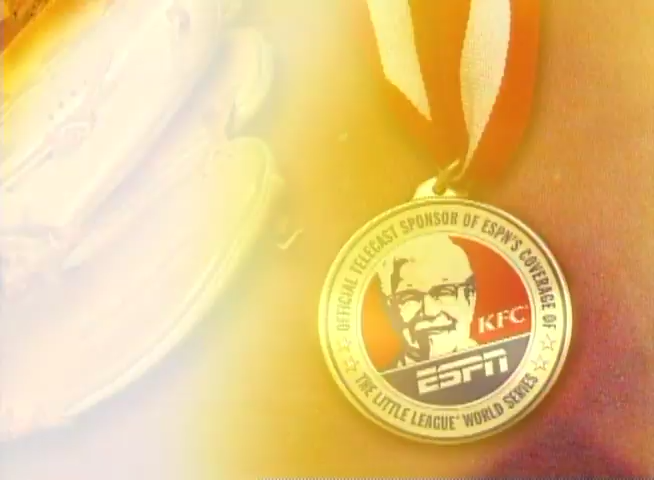 OFFICIAL TELECAST SPONSOR OF ESPN'S COVERAGE OF
KFC
ESPN
THE LITTLE LEAGUE® WORLD SERIES